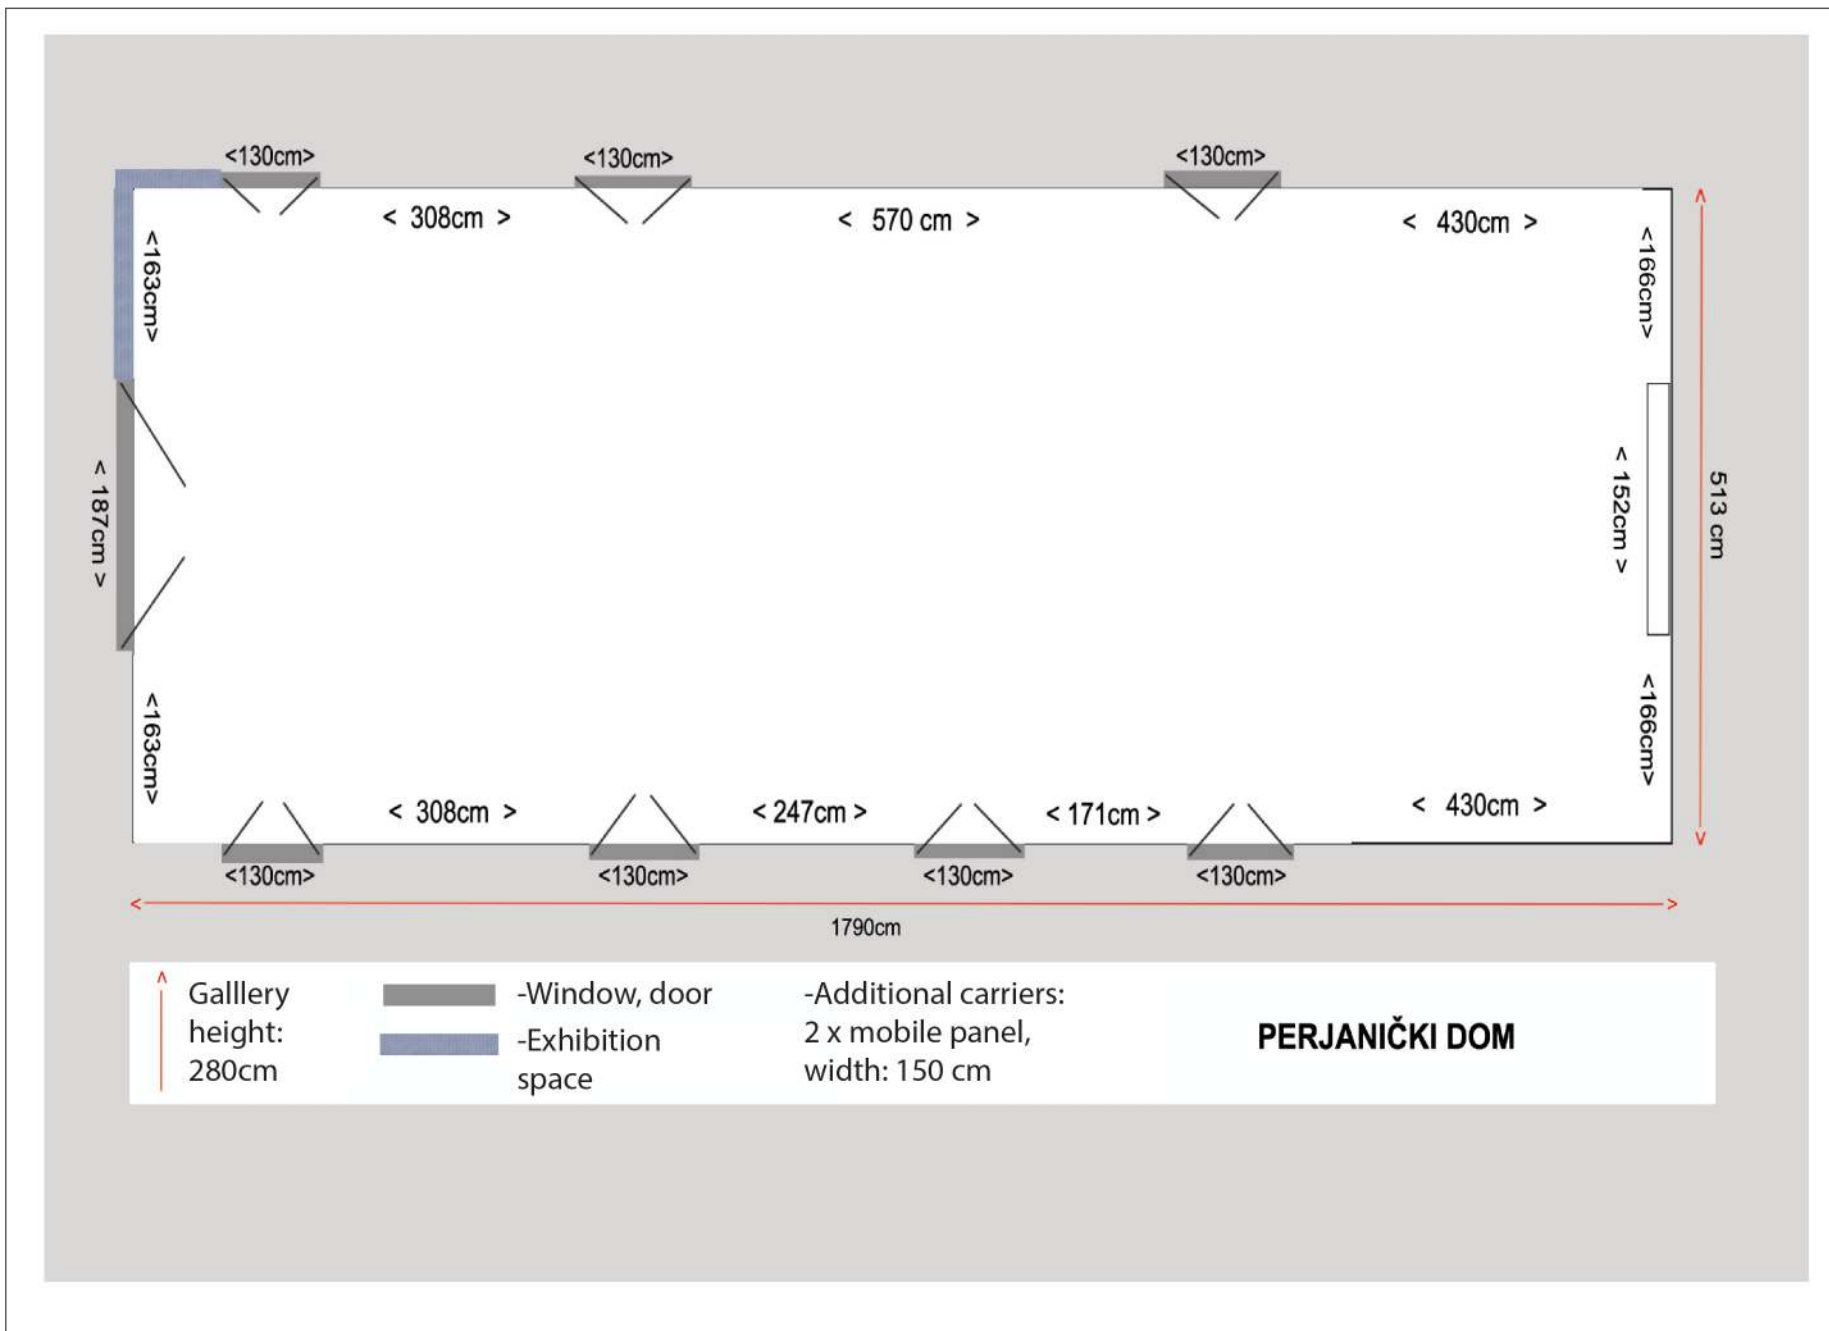 <130cm>
<130cm>
<130cm>
< 308cm >
< 570 cm >
< 430cm >
<163cm>
<166cm>
< 187cm >
< 152cm >
513 cm
<163cm>
<166cm>
< 308cm >
< 247cm >
< 171cm >
< 430cm >
<130cm>
<130cm>
<130cm>
<130cm>
1790cm
Galllery
height:
280cm
-Window, door
-Exhibition
space
-Additional carriers:
2 x mobile panel,
width: 150 cm
PERJANIČKI DOM